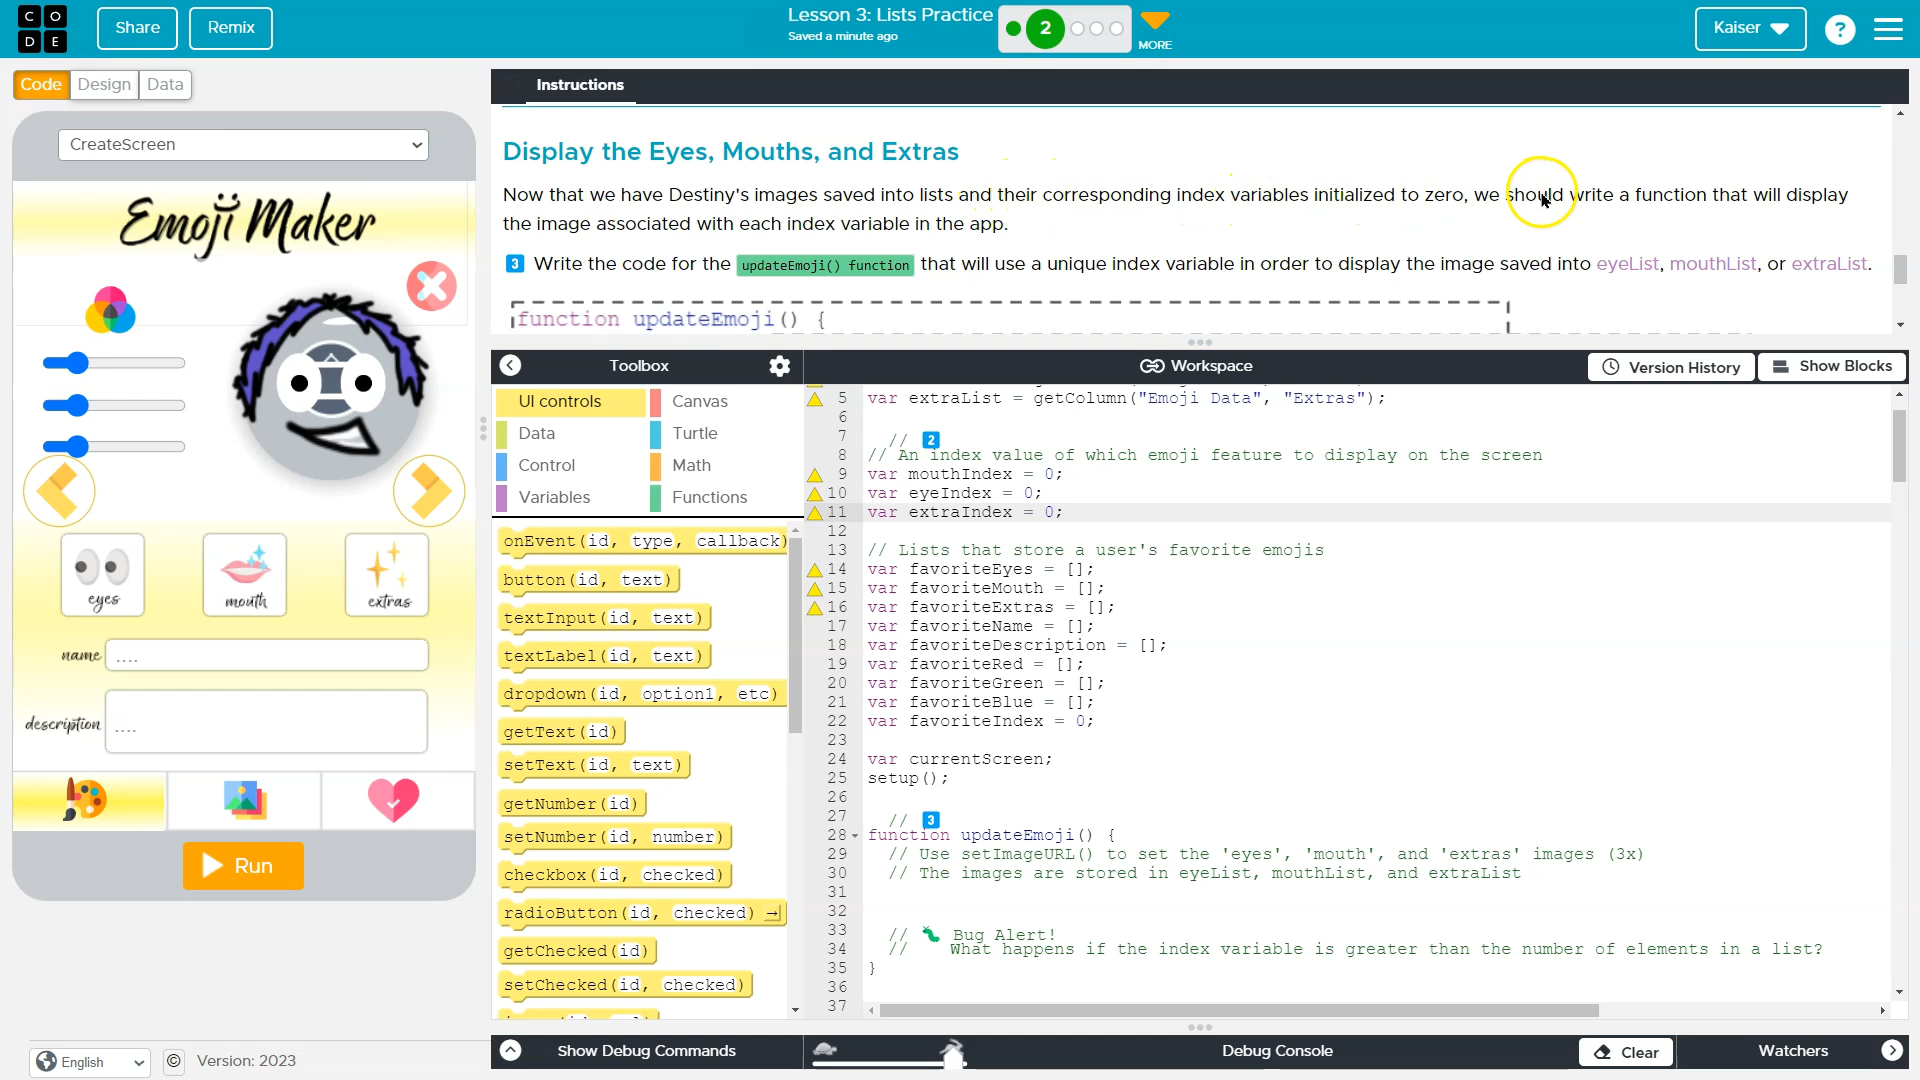 C O
D E
Share
Remix
Lesson 3: Lists Practice
Saved a minute ago
2
MORE
Kaiser
?
Code
Design
Data
Instructions
CreateScreen
Emoji Maker
eyes
mouth
extras
name
....
description
....
Run
Display the Eyes, Mouths, and Extras
Now that we have Destiny's images saved into lists and their corresponding index variables initialized to zero, we should write a function that will display
the image associated with each index variable in the app.
3 Write the code for the updateEmoji() function that will use a unique index variable in order to display the image saved into eyeList, mouthList, or extraList.
function updateEmoji() {
Toolbox
Workspace
Version History
Show Blocks
UI controls
Canvas
Data
Turtle
Control
Math
Variables
Functions
onEvent(id, type, callback)
button(id, text)
textInput(id, text)
textLabel(id, text)
dropdown(id, option1, etc)
getText(id)
setText(id, text)
getNumber(id)
setNumber(id, number)
checkbox(id, checked)
radioButton(id, checked)
getChecked(id)
setChecked(id, checked)
5 var extraList = getColumn("Emoji Data", "Extras");
6
7 // 2
8 // An index value of which emoji feature to display on the screen
9 var mouthIndex = 0;
10 var eyeIndex = 0;
11 var extraIndex = 0;
12
13 // Lists that store a user's favorite emojis
14 var favoriteEyes = [];
15 var favoriteMouth = [];
16 var favoriteExtras = [];
17 var favoriteName = [];
18 var favoriteDescription = [];
19 var favoriteRed = [];
20 var favoriteGreen = [];
21 var favoriteBlue = [];
22 var favoriteIndex = 0;
23
24 var currentScreen;
25 setup();
26
27 // 3
28 function updateEmoji() {
29 // Use setImageURL() to set the 'eyes', 'mouth', and 'extras' images (3x)
30 // The images are stored in eyeList, mouthList, and extraList
31
32
33 // Bug Alert!
34 // What happens if the index variable is greater than the number of elements in a list?
35 }
36
37
English
©
Version: 2023
Show Debug Commands
Debug Console
Clear
Watchers